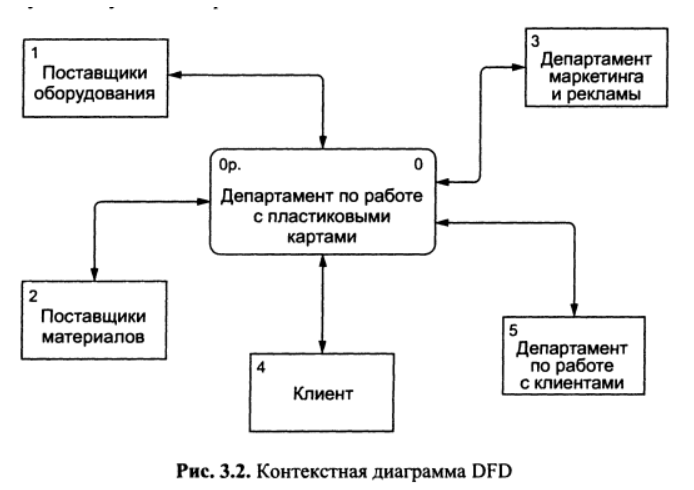 1
Поставщики
оборудования
3
Департамент
маркетинга
и рекламы
0р.
0
Департамент по работе
с пластиковыми
картами
2
Поставщики
материалов
4
Клиент
5
Департамент
по работе
с клиентами
Рис. 3.2. Контекстная диаграмма DFD